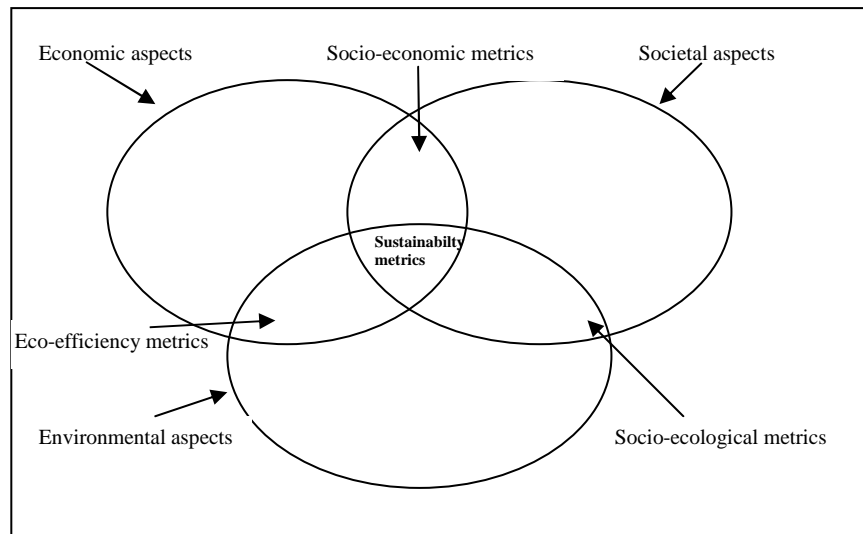 Economic aspects
Socio-economic metrics
Societal aspects
Sustainabilty
metrics
Eco-efficiency metrics
Environmental aspects
Socio-ecological metrics